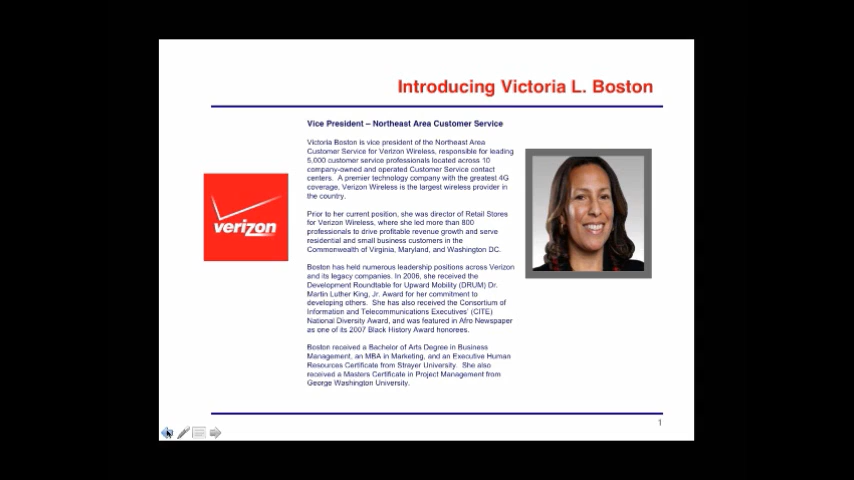 Introducing Victoria L. Boston
Vice President – Northeast Area Customer Service
Victoria Boston is vice president of the Northeast Area
Customer Service for Verizon Wireless, responsible for leading
5,000 customer service professionals located across 10
company-owned and operated Customer Service contact
centers. A premier technology company with the greatest 4G
coverage, Verizon Wireless is the largest wireless provider in
the country.
verizon
Prior to her current position, she was director of Retail Stores
for Verizon Wireless, where she led more than 800
professionals to drive profitable revenue growth and serve
residential and small business customers in the
Commonwealth of Virginia, Maryland, and Washington DC.
Boston has held numerous leadership positions across Verizon
and its legacy companies. In 2006, she received the
Development Roundtable for Upward Mobility (DRUM) Dr.
Martin Luther King, Jr. Award for her commitment to
developing others. She has also received the Consortium of
Information and Telecommunications Executives' (CITE)
National Diversity Award, and was featured in Afro Newspaper
as one of its 2007 Black History Award honorees.
Boston received a Bachelor of Arts Degree in Business
Management, an MBA in Marketing, and an Executive Human
Resources Certificate from Strayer University. She also
received a Masters Certificate in Project Management from
George Washington University.
1